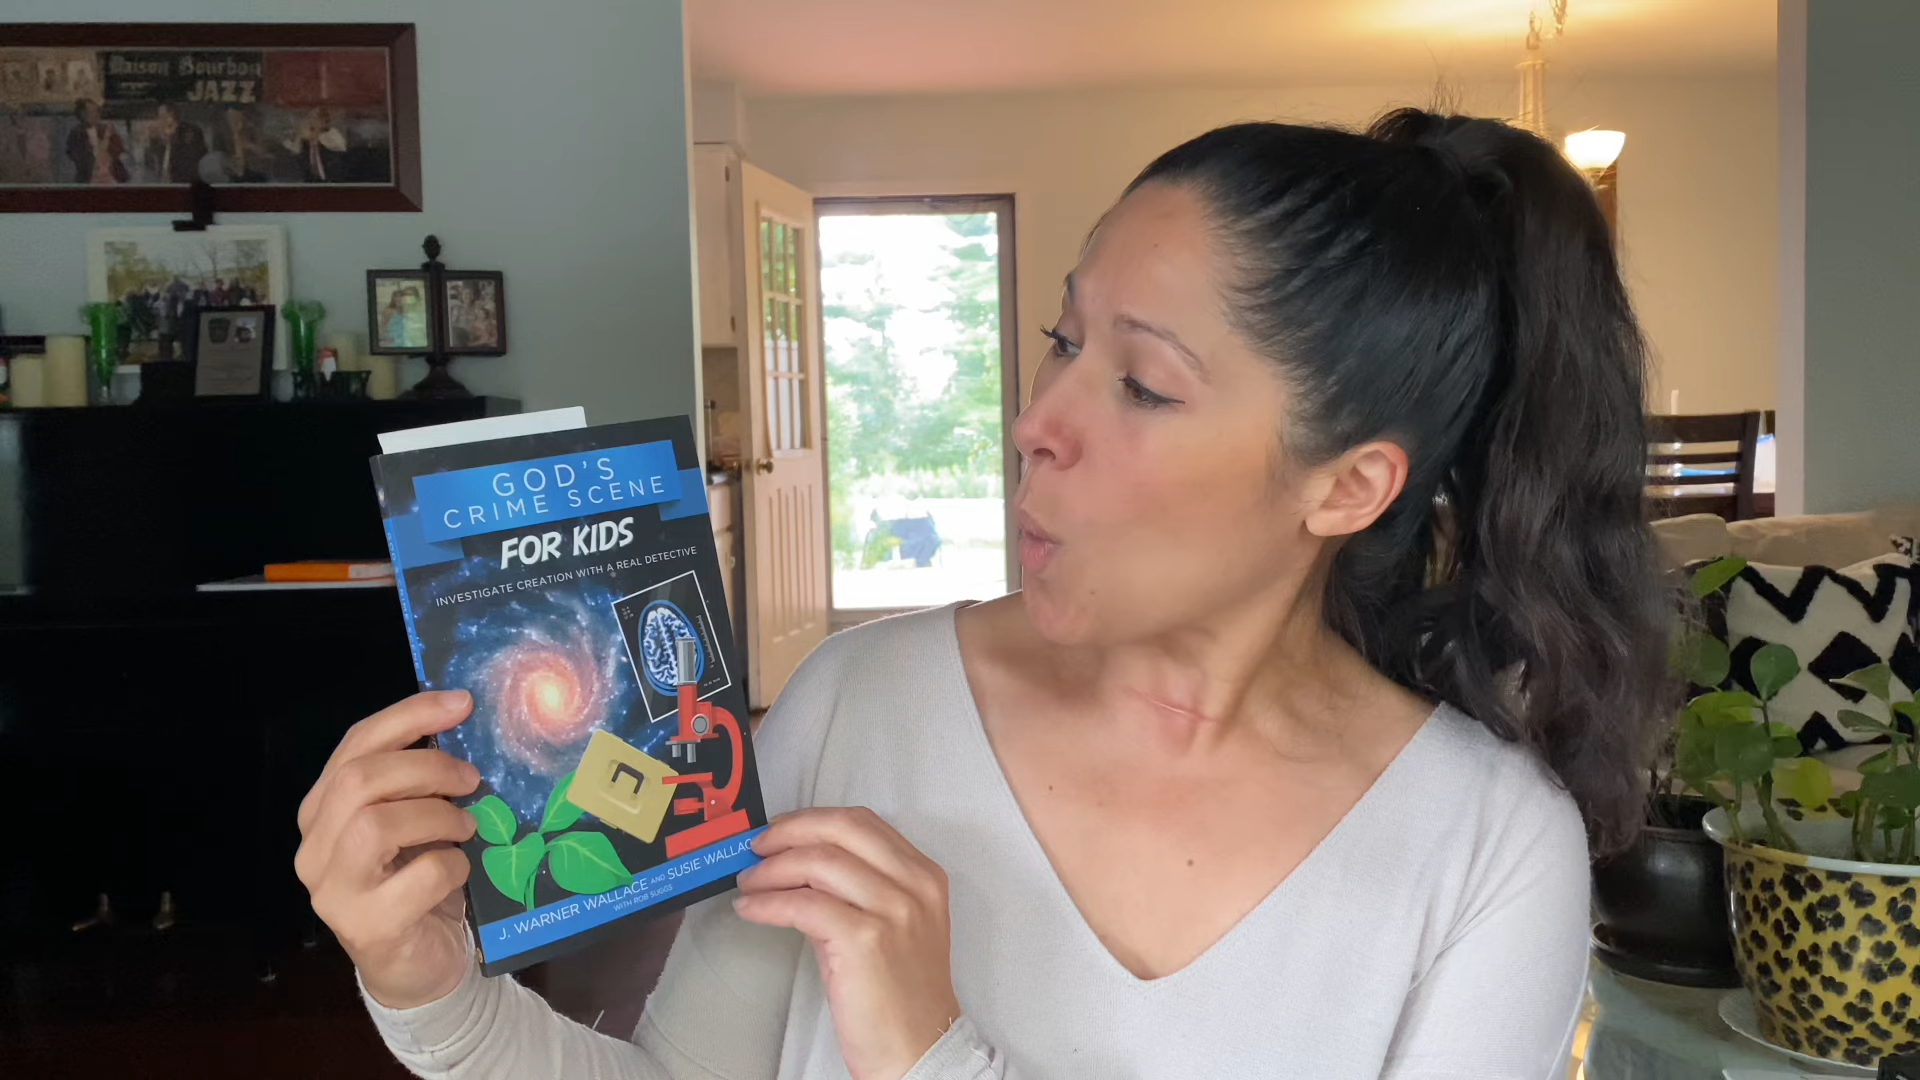 Maison Bourbon
JAZZ
GOD'S
CRIME SCENE
FOR KIDS
INVESTIGATE CREATION WITH A REAL DETECTIVE
J. WARNER WALLACE AND SUSIE WALLAC
WITH ROB SUGGS